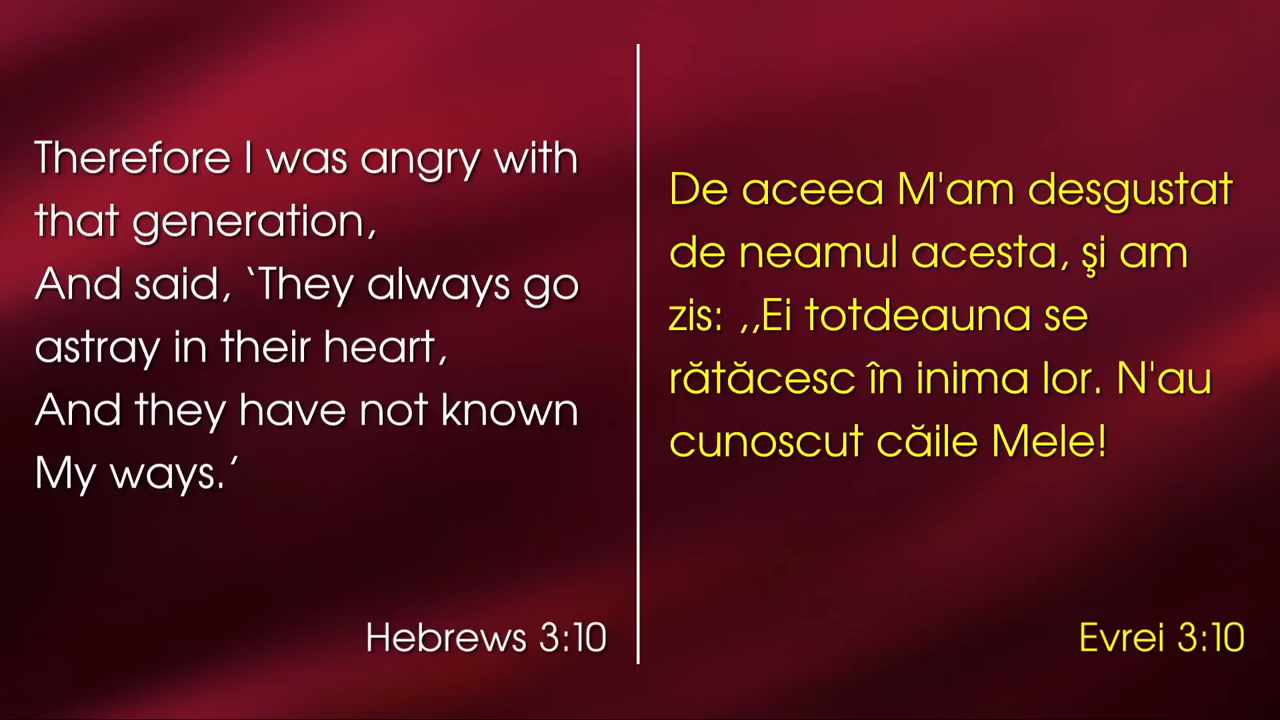 Therefore I was angry with
that generation,
And said, ‘They always go
astray in their heart,
And they have not known
My ways.’
Hebrews 3:10
De aceea M'am desgustat
de neamul acesta, şi am
zis: ,,Ei totdeauna se
rătăcesc în inima lor. N'au
cunoscut căile Mele!
Evrei 3:10